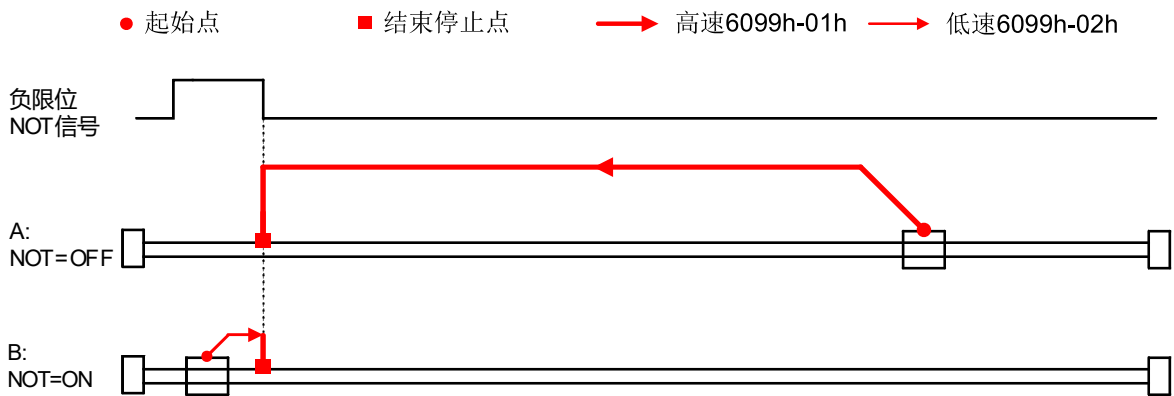 起始点 结束停止点 高速6099h-01h 低速6099h-02h
负限位
NOT信号
A:
NOT=OFF
B:
NOT=ON